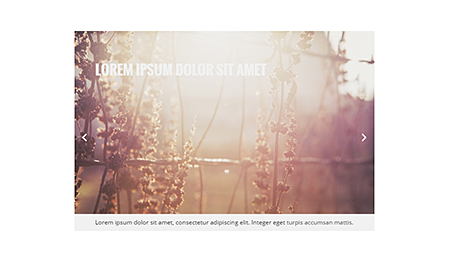 LOREM IPSUM DOLOR SIT AMET
Lorem ipsum dolor sit amet, consectetur adipiscing elit. Integer eget turpis accumsan mattis.